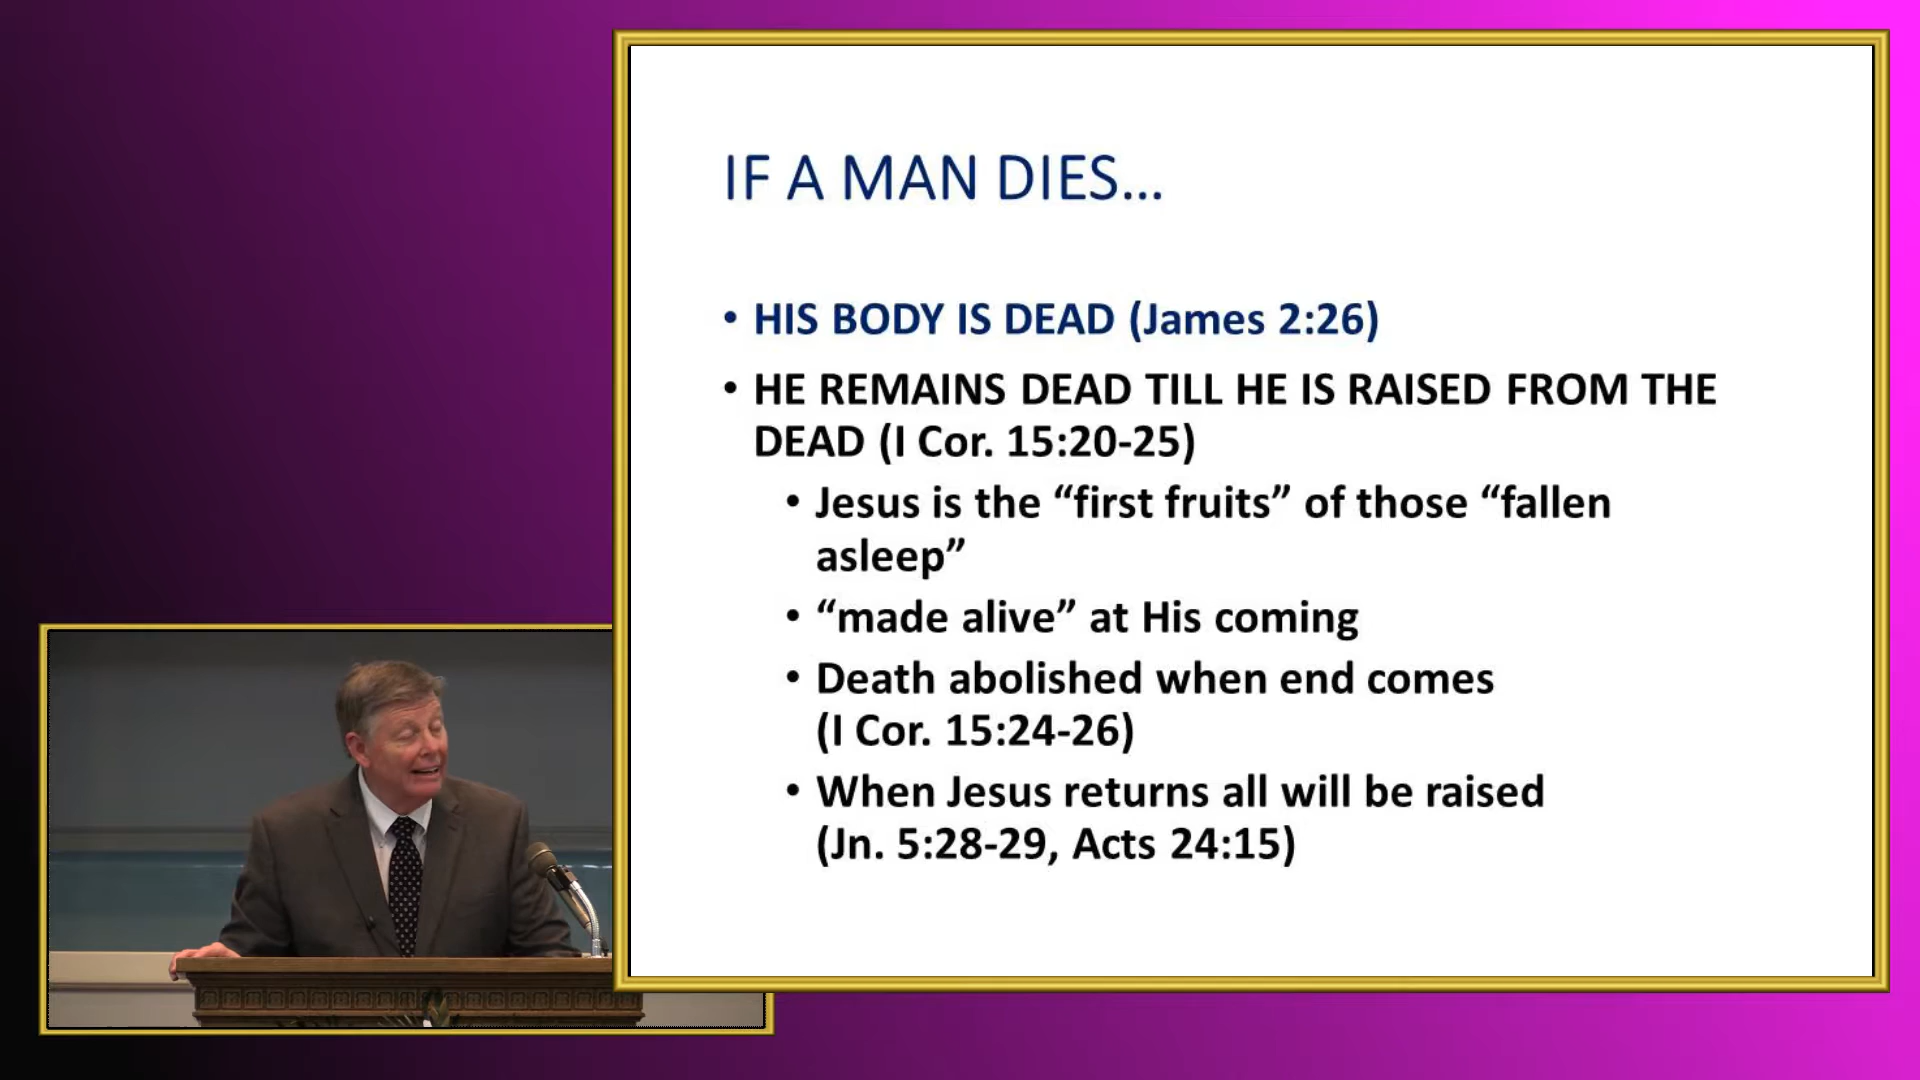 IF A MAN DIES...
• HIS BODY IS DEAD (James 2:26)
• HE REMAINS DEAD TILL HE IS RAISED FROM THE
DEAD (I Cor. 15:20-25)
• Jesus is the “first fruits” of those “fallen
asleep”
• “made alive” at His coming
• Death abolished when end comes
(I Cor. 15:24-26)
• When Jesus returns all will be raised
(Jn. 5:28-29, Acts 24:15)